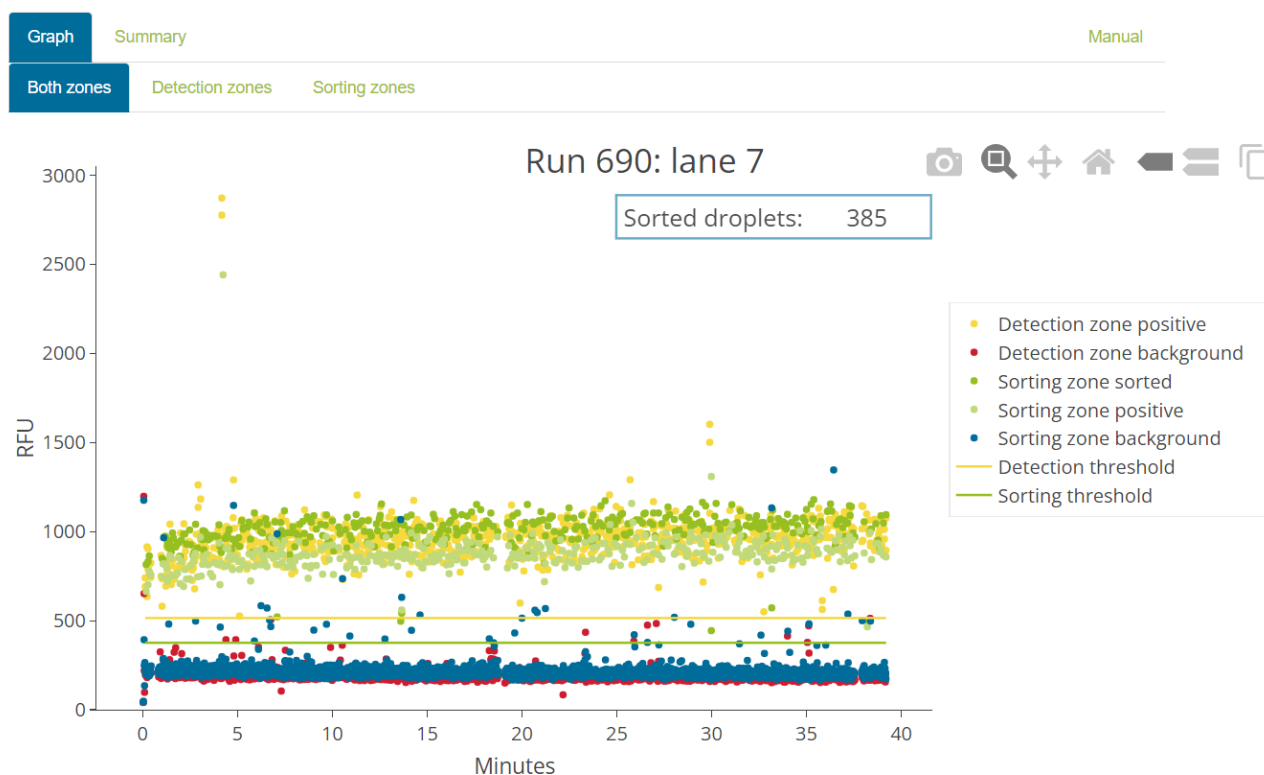 Graph Summary Manual
Both zones Detection zones Sorting zones
Run 690: lane 7
Sorted droplets: 385
3000
2500
2000
1500
1000
500
0
RFU
0 5 10 15 20 25 30 35 40
Minutes
Detection zone positive
Detection zone background
Sorting zone sorted
Sorting zone positive
Sorting zone background
Detection threshold
Sorting threshold